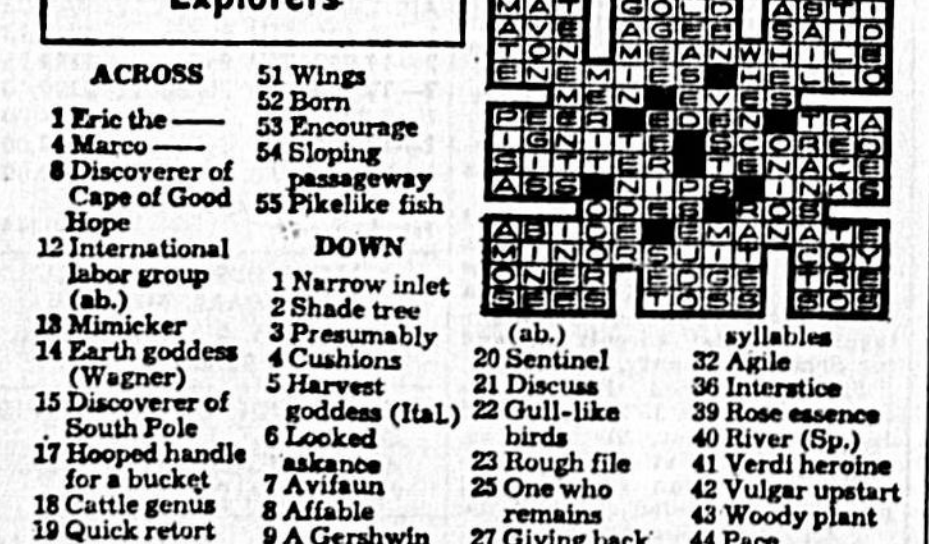 Explorers
ACROSS
1 Eric the —
4 Marco —
8 Discoverer of
Cape of Good
Hope
12 International
labor group
(ab.)
13 Mimicker
14 Earth goddess
(Wagner)
15 Discoverer of
South Pole
17 Hooped handle
for a bucket
18 Cattle genus
19 Quick retort
51 Wings
52 Born
53 Encourage
54 Sloping
passageway
55 Pikelike fish
DOWN
1 Narrow inlet
2 Shade tree
3 Presumably
4 Cushions
5 Harvest
goddess (Ital.)
6 Looked
askance
7 Avifaun
8 Affable
9 A Gershwin
MAT GOLD ASTI
AVE AGEE SAID
TON MEANWHILE
ENEMIES HELLO
MEN EVES
PEER EDEN TRA
IGNITE SCORED
SITTER TENACE
ASS NIPS INKS
ODES ROS
ABIDE EMANATE
MINORSUIT COY
ONER EDGE TRE
SEES TOSS SOS
(ab.)
20 Sentinel
21 Discuss
22 Gull-like
birds
23 Rough file
25 One who
remains
27 Giving back
syllables
32 Agile
36 Interstice
39 Rose essence
40 River (Sp.)
41 Verdi heroine
42 Vulgar upstart
43 Woody plant
44 Pace